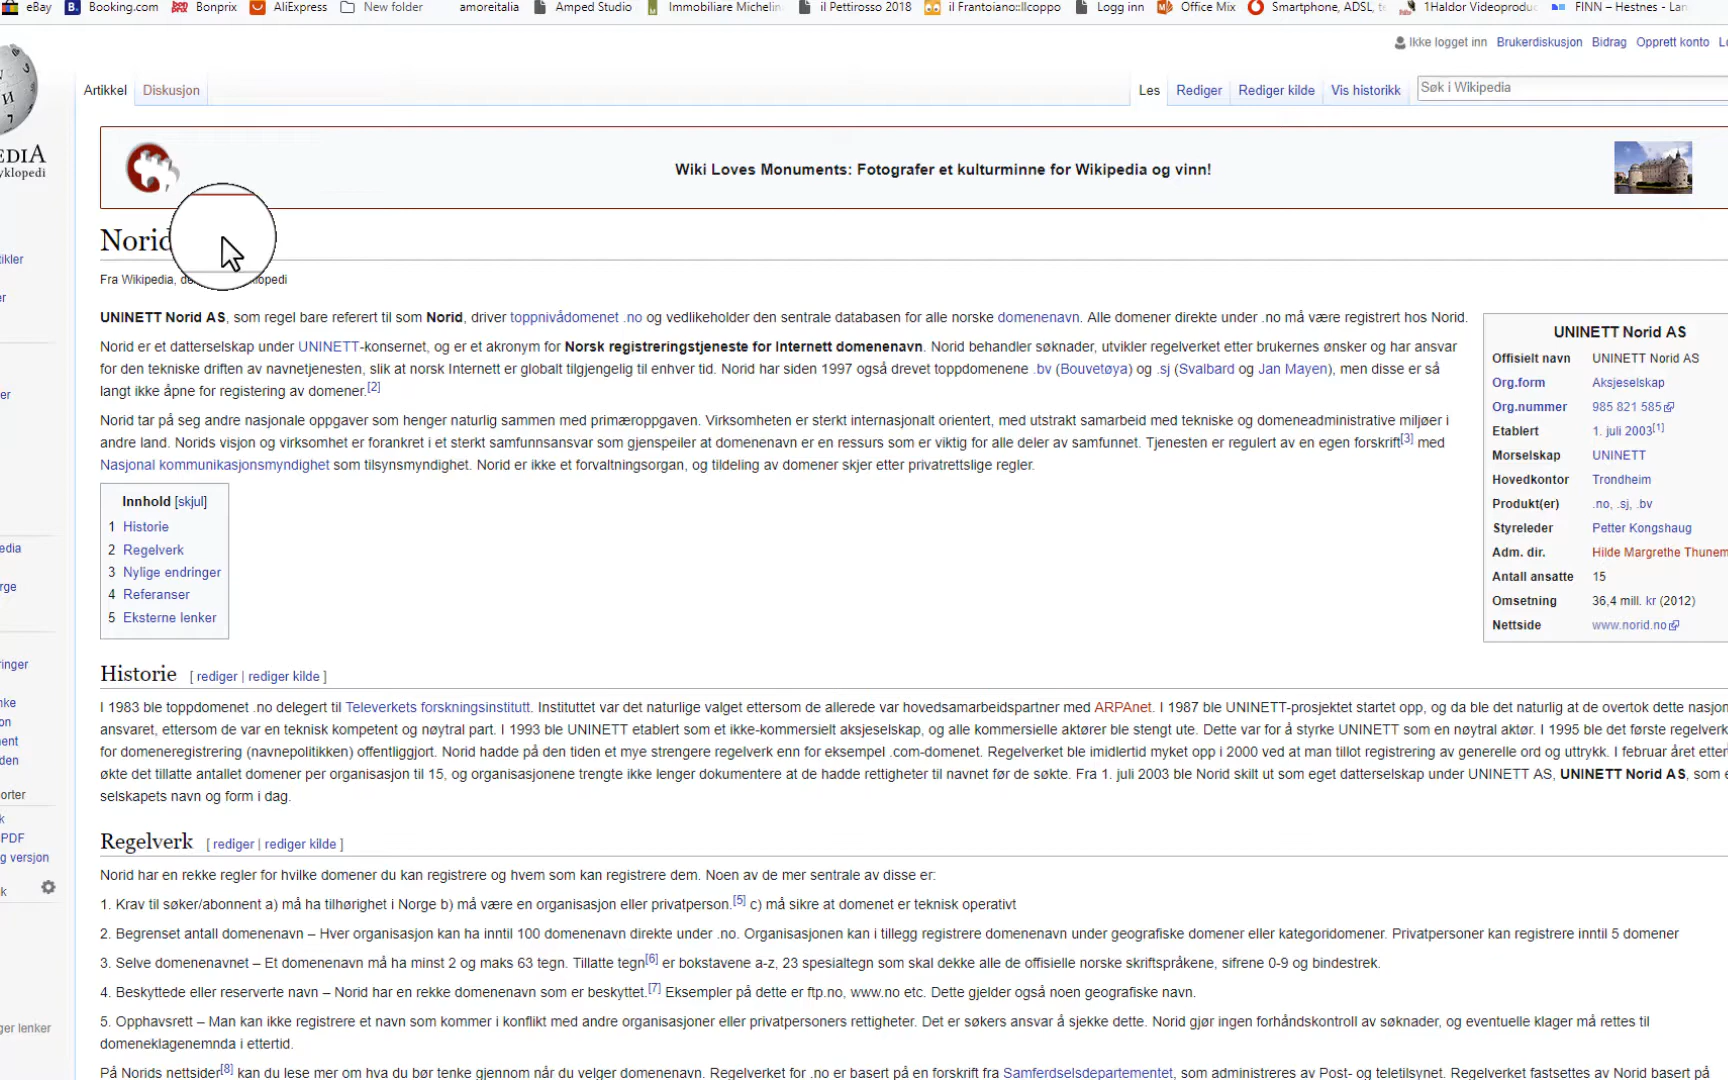 eBay Booking.com Bonprix AliExpress New folder amoreitalia Amped Studio Immobiliare Michelin il Pettirosso 2018 il Frantoiano::Ilcoppo Logg inn Office Mix Smartphone, ADSL, 1Haldor Videoproduc FINN – Hestnes - Lan
Ikke logget inn Brukerdiskusjon Bidrag Opprett konto
Artikkel Diskusjon Les Rediger Rediger kilde Vis historikk Søk i Wikipedia
EDIA
yklopedi
Wiki Loves Monuments: Fotografer et kulturminne for Wikipedia og vinn!
Norid
Fra Wikipedia, opedi
UNINETT Norid AS, som regel bare referert til som Norid, driver toppnivådomenet .no og vedlikeholder den sentrale databasen for alle norske domenenavn. Alle domener direkte under .no må være registrert hos Norid.
Norid er et datterselskap under UNINETT-konsernet, og er et akronym for Norsk registreringstjeneste for Internett domenenavn. Norid behandler søknader, utvikler regelverket etter brukernes ønsker og har ansvar
for den tekniske driften av navnetjenesten, slik at norsk Internett er globalt tilgjengelig til enhver tid. Norid har siden 1997 også drevet toppdomenene .bv (Bouvetøya) og .sj (Svalbard og Jan Mayen), men disse er så
langt ikke åpne for registering av domener.[2]
Norid tar på seg andre nasjonale oppgaver som henger naturlig sammen med primæroppgaven. Virksomheten er sterkt internasjonalt orientert, med utstrakt samarbeid med tekniske og domeneadministrative miljøer i
andre land. Norids visjon og virksomhet er forankret i et sterkt samfunnsansvar som gjenspeiler at domenenavn er en ressurs som er viktig for alle deler av samfunnet. Tjenesten er regulert av en egen forskrift[3] med
Nasjonal kommunikasjonsmyndighet som tilsynsmyndighet. Norid er ikke et forvaltningsorgan, og tildeling av domener skjer etter privatrettslige regler.
UNINETT Norid AS
Offisielt navn UNINETT Norid AS
Org.form Aksjeselskap
Org.nummer 985 821 585
Etablert 1. juli 2003[1]
Morselskap UNINETT
Hovedkontor Trondheim
Produkt(er) .no, .sj, .bv
Styreleder Petter Kongshaug
Adm. dir. Hilde Margrethe Thunem
Antall ansatte 15
Omsetning 36,4 mill. kr (2012)
Nettside www.norid.no
Innhold [skjul]
1 Historie
2 Regelverk
3 Nylige endringer
4 Referanser
5 Eksterne lenker
Historie [ rediger | rediger kilde ]
I 1983 ble toppdomenet .no delegert til Televerkets forskningsinstitutt. Instituttet var det naturlige valget ettersom de allerede var hovedsamarbeidspartner med ARPAnet. I 1987 ble UNINETT-prosjektet startet opp, og da ble det naturlig at de overtok dette nasjon
ansvaret, ettersom de var en teknisk kompetent og nøytral part. I 1993 ble UNINETT etablert som et ikke-kommersielt aksjeselskap, og alle kommersielle aktører ble stengt ute. Dette var for å styrke UNINETT som en nøytral aktør. I 1995 ble det første regelverk
for domeneregistrering (navnepolitikken) offentliggjort. Norid hadde på den tiden et mye strengere regelverk enn for eksempel .com-domenet. Regelverket ble imidlertid myket opp i 2000 ved at man tillot registrering av generelle ord og uttrykk. I februar året etter
økte det tillatte antallet domener per organisasjon til 15, og organisasjonene trengte ikke lenger dokumentere at de hadde rettigheter til navnet før de søkte. Fra 1. juli 2003 ble Norid skilt ut som eget datterselskap under UNINETT AS, UNINETT Norid AS, som e
selskapets navn og form i dag.
Regelverk [ rediger | rediger kilde ]
Norid har en rekke regler for hvilke domener du kan registrere og hvem som kan registrere dem. Noen av de mer sentrale av disse er:
1. Krav til søker/abonnent a) må ha tilhørighet i Norge b) må være en organisasjon eller privatperson.[5] c) må sikre at domenet er teknisk operativt
2. Begrenset antall domenenavn – Hver organisasjon kan ha inntil 100 domenenavn direkte under .no. Organisasjonen kan i tillegg registrere domenenavn under geografiske domener eller kategoridomener. Privatpersoner kan registrere inntil 5 domener
3. Selve domenenavnet – Et domenenavn må ha minst 2 og maks 63 tegn. Tillatte tegn[6] er bokstavene a-z, 23 spesialtegn som skal dekke alle de offisielle norske skriftspråkene, sifrene 0-9 og bindestrek.
4. Beskyttede eller reserverte navn – Norid har en rekke domenenavn som er beskyttet.[7] Eksempler på dette er ftp.no, www.no etc. Dette gjelder også noen geografiske navn.
5. Opphavsrett – Man kan ikke registrere et navn som kommer i konflikt med andre organisasjoner eller privatpersoners rettigheter. Det er søkers ansvar å sjekke dette. Norid gjør ingen forhåndskontroll av søknader, og eventuelle klager må rettes til
domeneklagenemnda i ettertid.
På Norids nettsider[8] kan du lese mer om hva du bør tenke gjennom når du velger domenenavn. Regelverket for .no er basert på en forskrift fra Samferdselsdepartementet, som administreres av Post- og teletilsynet. Regelverket fastsettes av Norid basert på